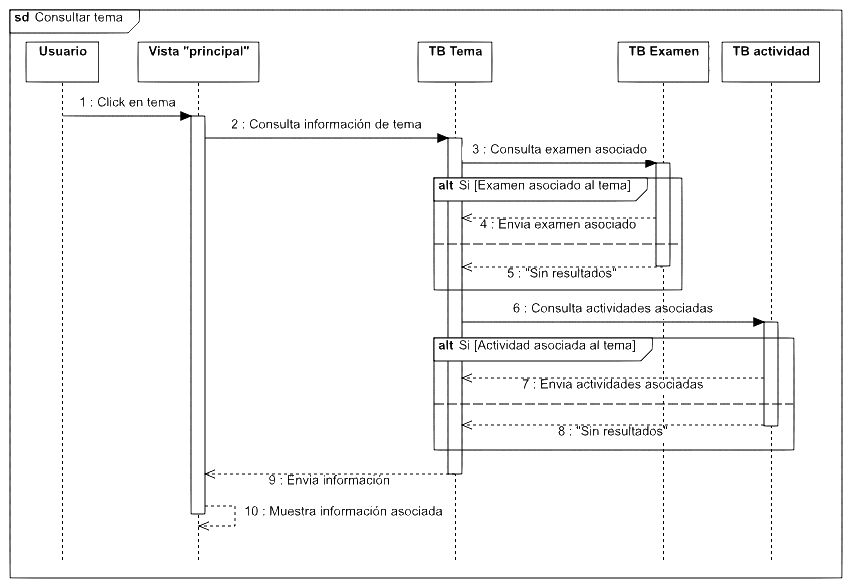 sd Consultar tema
Usuario
Vista "principal"
TB Tema
TB Examen
TB actividad
1 : Click en tema
2 : Consulta información de tema
3 : Consulta examen asociado
alt Si [Examen asociado al tema]
4 : Envia examen asociado
5 : "Sin resultados"
6 : Consulta actividades asociadas
alt Si [Actividad asociada al tema]
7 : Envia actividades asociadas
8 : "Sin resultados"
9 : Envia información
10 : Muestra información asociada